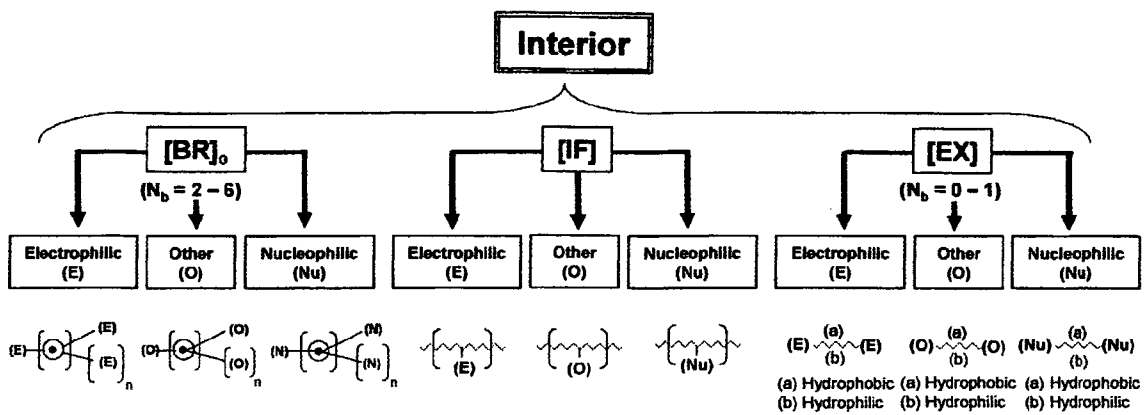 Interior
[BR]o
(Nb = 2 – 6)
[IF]
[EX]
(Nb = 0 – 1)
Electrophilic
(E)
Other
(O)
Nucleophilic
(Nu)
Electrophilic
(E)
Other
(O)
Nucleophilic
(Nu)
Electrophilic
(E)
Other
(O)
Nucleophilic
(Nu)
(E) (E) (E) n
(O) (O) (O) n
(N) (N) (N) n
(E)
(O)
(Nu)
(E) (a) (b) (E)
(O) (a) (b) (O)
(Nu) (a) (b) (Nu)
(a) Hydrophobic
(b) Hydrophilic
(a) Hydrophobic
(b) Hydrophilic
(a) Hydrophobic
(b) Hydrophilic